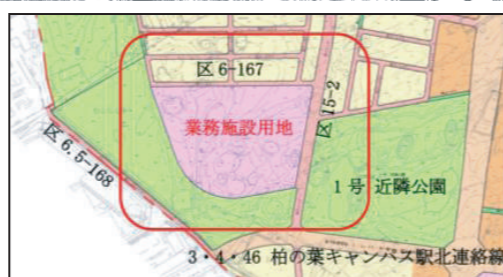 区 6-167
業務施設用地
区 15-2
区 6.5-168
1号 近隣公園
3・4・46 柏の葉キャンパス駅北連絡線